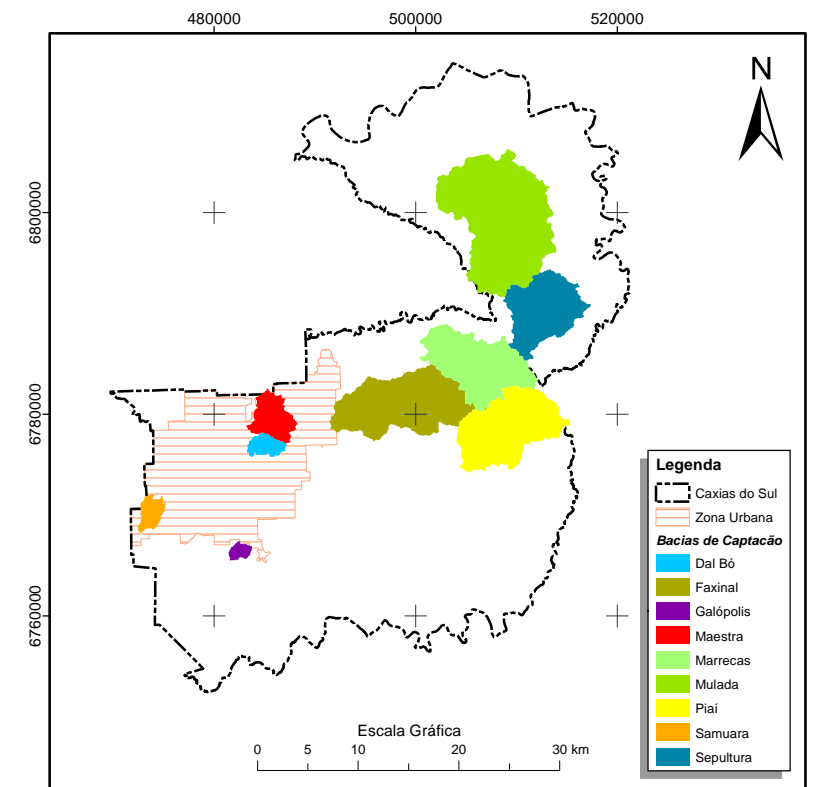 480000 500000 520000
N
6800000
6780000
6760000
Legenda
Caxias do Sul
Zona Urbana
Bacias de Captacão
Dal Bó
Faxinal
Galópolis
Maestra
Marrecas
Mulada
Piaí
Samuara
Sepultura
Escala Gráfica
0 5 10 20 30 km